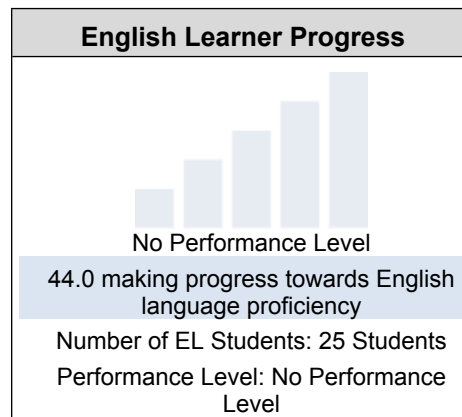 English Learner Progress
No Performance Level
44.0 making progress towards English
language proficiency
Number of EL Students: 25 Students
Performance Level: No Performance
Level